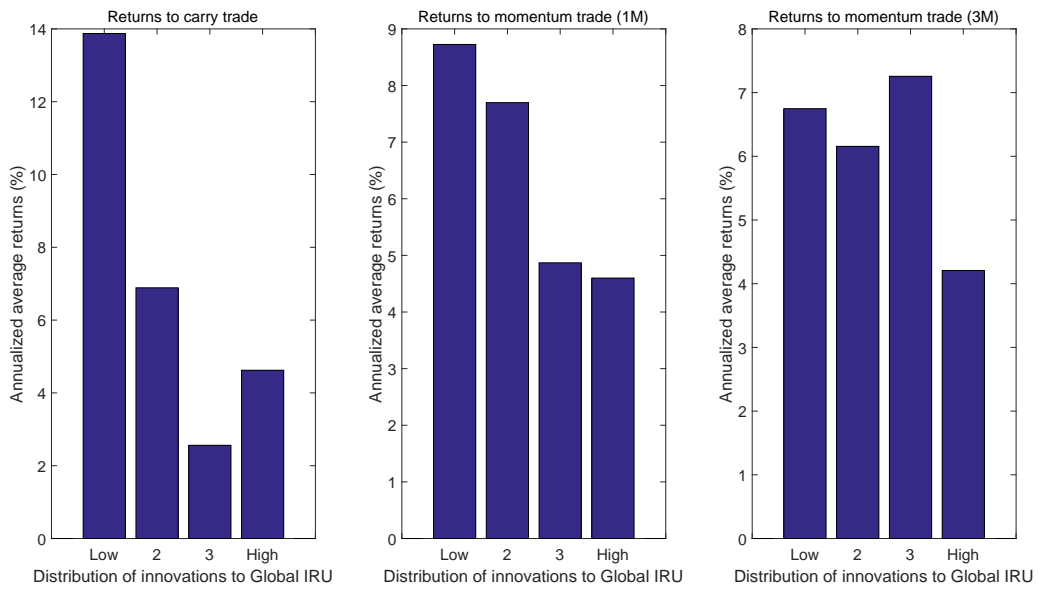 Returns to carry trade
Annualized average returns (%)
14
12
10
8
6
4
2
0
Low 2 3 High
Distribution of innovations to Global IRU
Returns to momentum trade (1M)
Annualized average returns (%)
9
8
7
6
5
4
3
2
1
0
Low 2 3 High
Distribution of innovations to Global IRU
Returns to momentum trade (3M)
Annualized average returns (%)
8
7
6
5
4
3
2
1
0
Low 2 3 High
Distribution of innovations to Global IRU